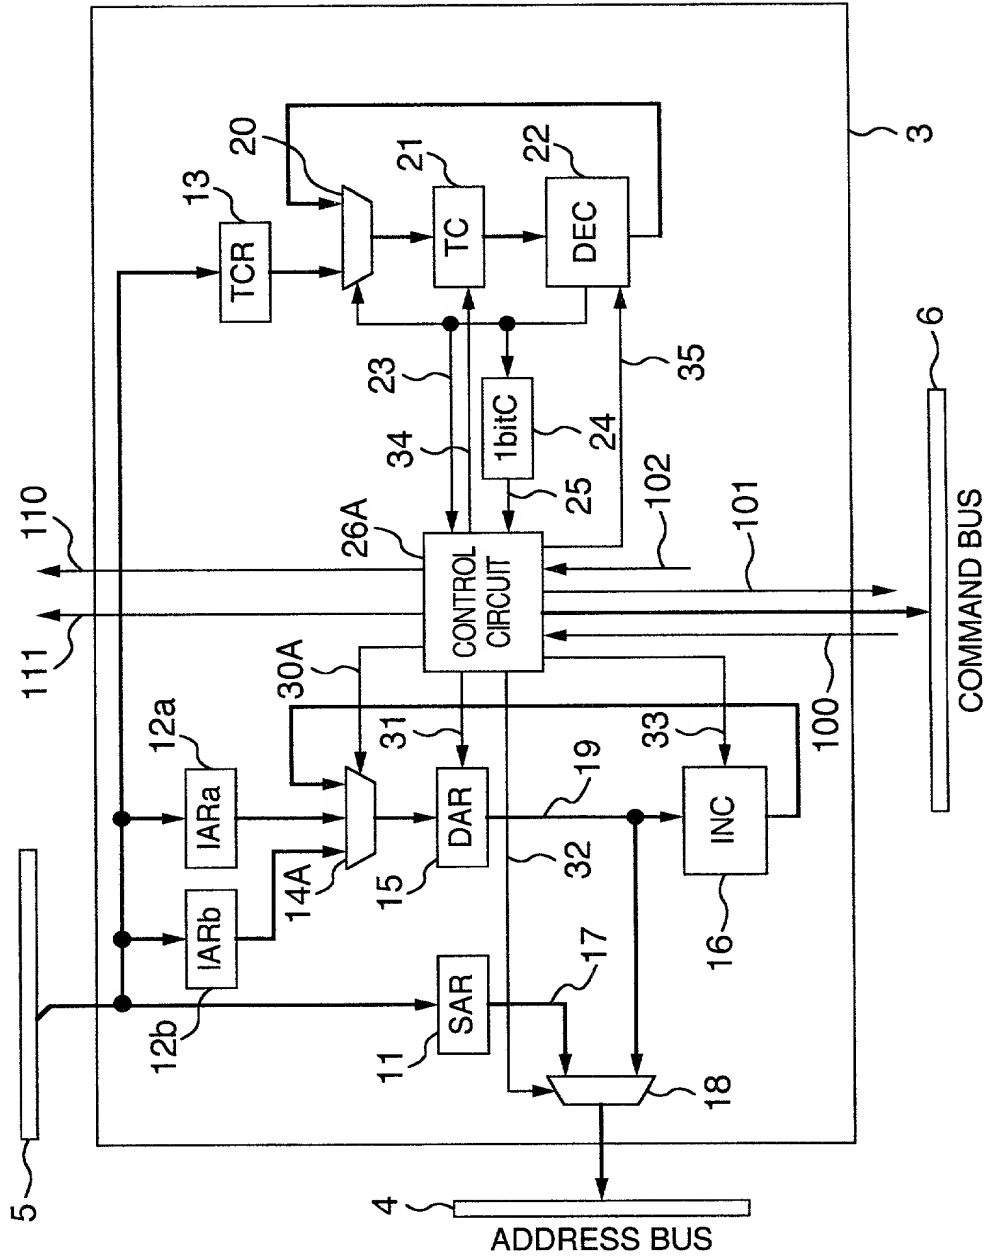 110
111
13
TCR
20
21
TC
22
DEC
3
23
34
1bitC
24
25
35
26A
CONTROL
CIRCUIT
102
101
100
6
COMMAND BUS
30A
31
33
12a
IARa
12b
IARb
14A
15
DAR
19
32
INC
16
11
SAR
17
18
5
4
ADDRESS BUS